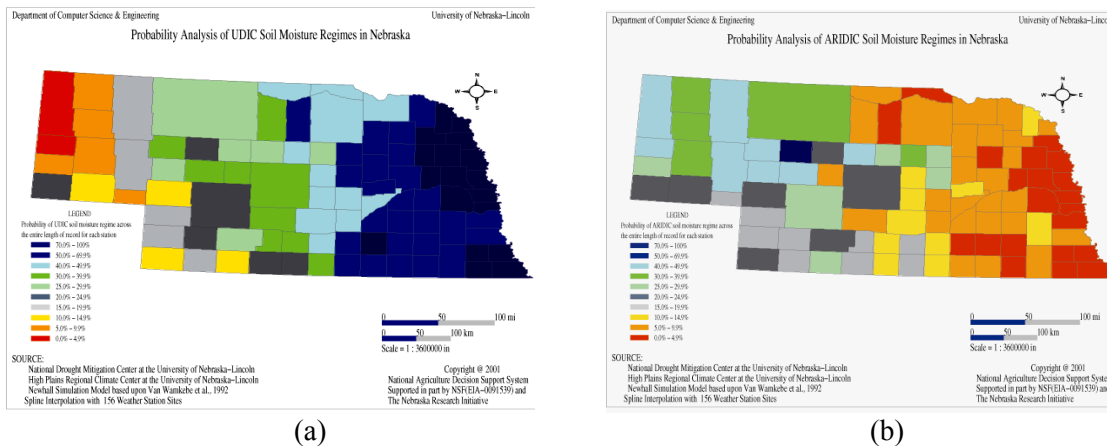 Department of Computer Science & Engineering
University of Nebraska-Lincoln
Probability Analysis of UDIC Soil Moisture Regimes in Nebraska
N
W
E
S
LEGEND
Probability of UDIC soil moisture regime across
the entire length of record for each station
70.0% - 100%
50.0% - 69.9%
40.0% - 49.9%
30.0% - 39.9%
25.0% - 29.9%
20.0% - 24.9%
15.0% - 19.9%
10.0% - 14.9%
5.0% - 9.9%
0.0% - 4.9%
0 50 100 mi
0 50 100 km
Scale = 1 : 3600000 in
SOURCE:
National Drought Mitigation Center at the University of Nebraska-Lincoln
High Plains Regional Climate Center at the University of Nebraska-Lincoln
Newhall Simulation Model based upon Van Wamkebe et al., 1992
Spline Interpolation with 156 Weather Station Sites
Copyright @ 2001
National Agriculture Decision Support System
Supported in part by NSF(EIA-0091539) and
The Nebraska Research Initiative
(a)
Department of Computer Science & Engineering
University of Nebraska-Lincoln
Probability Analysis of ARIDIC Soil Moisture Regimes in Nebraska
N
W
E
S
LEGEND
Probability of ARIDIC soil moisture regime across
the entire length of record for each station
70.0% - 100%
50.0% - 69.9%
40.0% - 49.9%
30.0% - 39.9%
25.0% - 29.9%
20.0% - 24.9%
15.0% - 19.9%
10.0% - 14.9%
5.0% - 9.9%
0.0% - 4.9%
0 50 100 mi
0 50 100 km
Scale = 1 : 3600000 in
SOURCE:
National Drought Mitigation Center at the University of Nebraska-Lincoln
High Plains Regional Climate Center at the University of Nebraska-Lincoln
Newhall Simulation Model based upon Van Wamkebe et al., 1992
Spline Interpolation with 156 Weather Station Sites
Copyright @ 2001
National Agriculture Decision Support System
Supported in part by NSF(EIA-0091539) and
The Nebraska Research Initiative
(b)